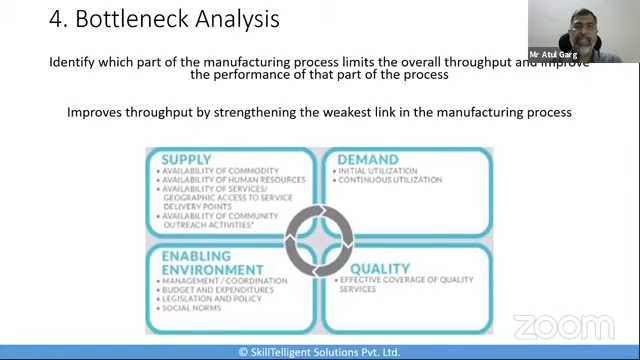 4. Bottleneck Analysis
Mr Atul Garg
Identify which part of the manufacturing process limits the overall throughput and improve
the performance of that part of the process
Improves throughput by strengthening the weakest link in the manufacturing process
SUPPLY
• AVAILABILITY OF COMMODITY
• AVAILABILITY OF HUMAN RESOURCES
• AVAILABILITY OF SERVICES/
GEOGRAPHIC ACCESS TO SERVICE
DELIVERY POINTS
• AVAILABILITY OF COMMUNITY
OUTREACH ACTIVITIES*
DEMAND
• INITIAL UTILIZATION
• CONTINUOUS UTILIZATION
ENABLING
ENVIRONMENT
• MANAGEMENT / COORDINATION
• BUDGET AND EXPENDITURES
• LEGISLATION AND POLICY
• SOCIAL NORMS
QUALITY
• EFFECTIVE COVERAGE OF QUALITY
SERVICES
zoom
© SkillTelligent Solutions Pvt. Ltd.